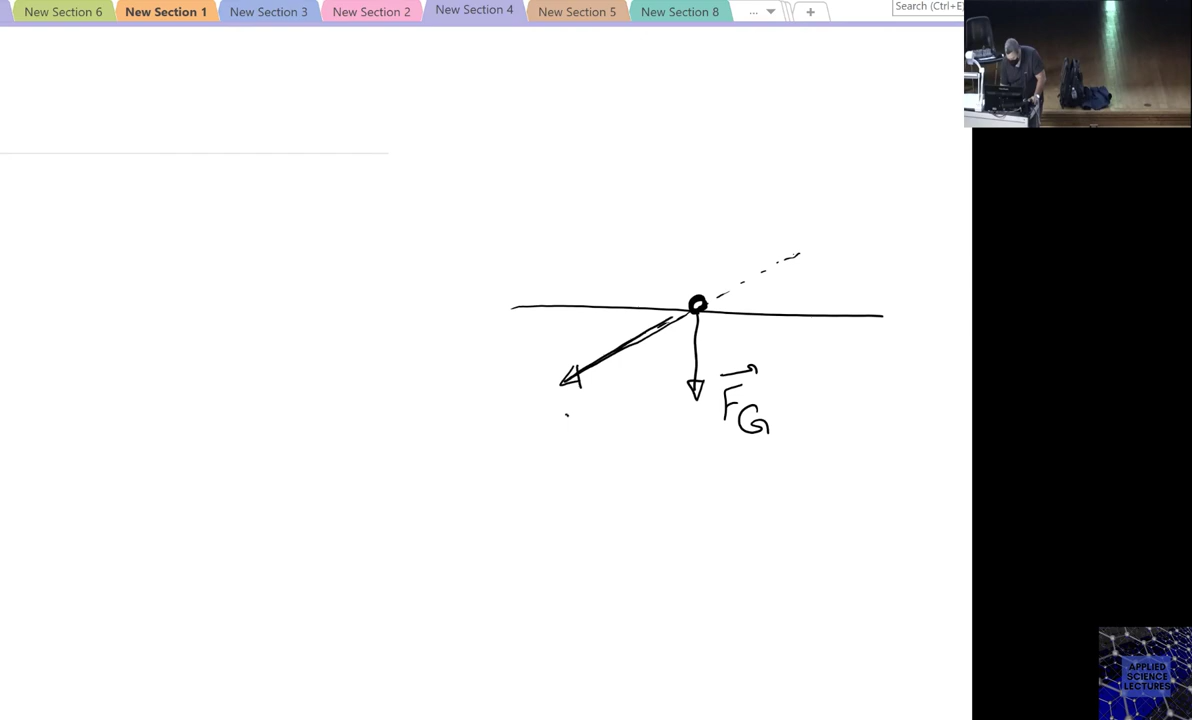 New Section 6 New Section 1 New Section 3 New Section 2 New Section 4 New Section 5 New Section 8 ... + Search (Ctrl+E)
F⃗_G
APPLIED
SCIENCE
LECTURES